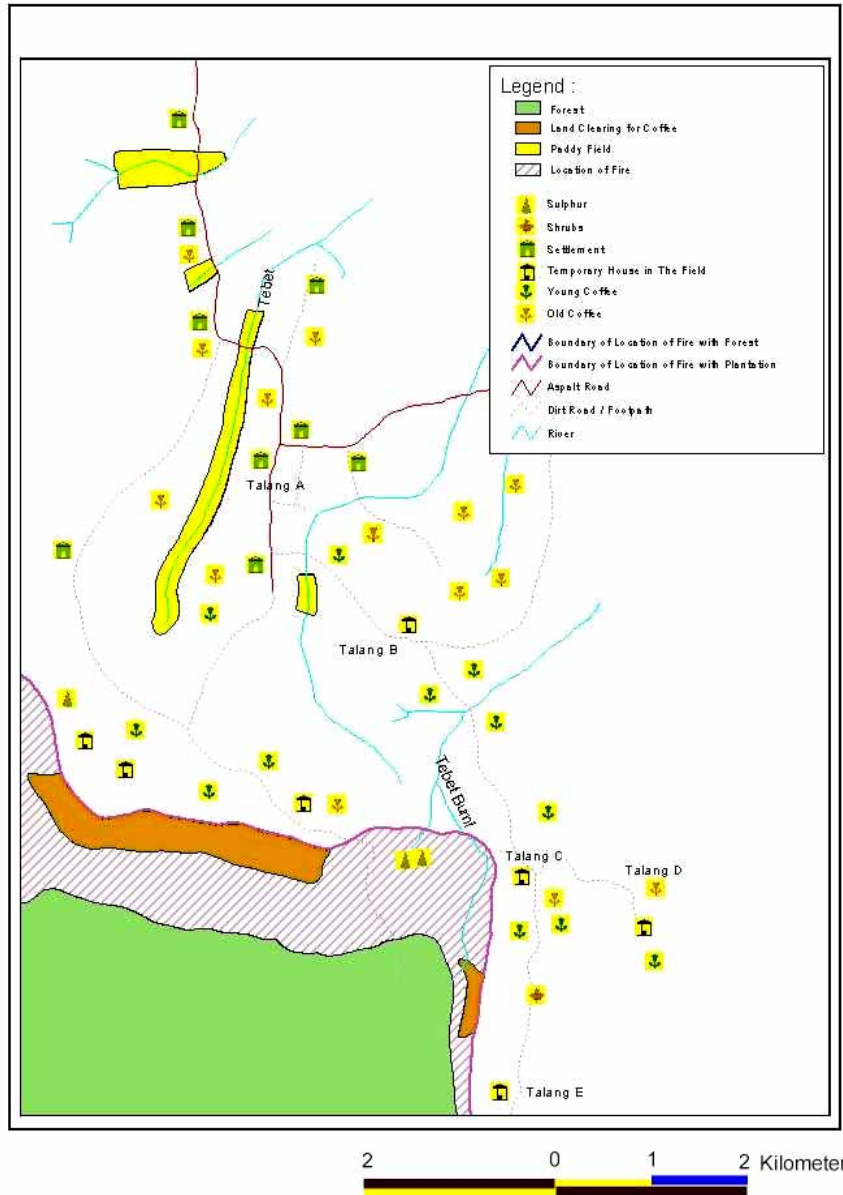 Legend :
Forest
Land Clearing for Coffee
Paddy Field
Location of Fire
Sulphur
Shrubs
Settlement
Temporary House in The Field
Young Coffee
Old Coffee
Boundary of Location of Fire with Forest
Boundary of Location of Fire with Plantation
Aspalt Road
Dirt Road / Footpath
River
Tebet
Talang A
Talang B
Tebet Bumt
Talang C
Talang D
Talang E
2 0 1 2 Kilometer